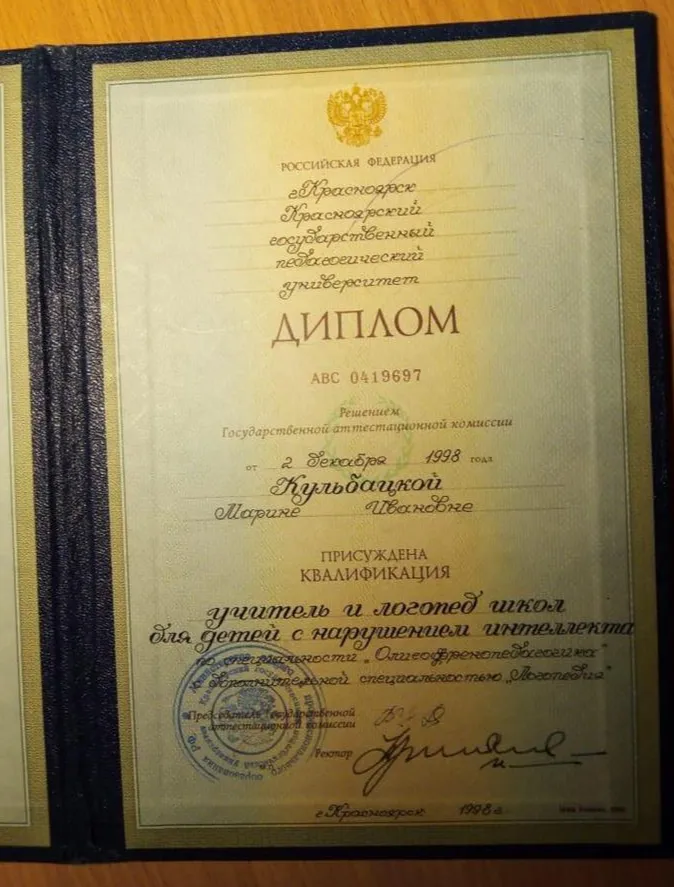 РОССИЙСКАЯ ФЕДЕРАЦИЯ
г.Красноярск
Красноярский
государственный
педагогический
университет
ДИПЛОМ
АВС 0419697
Решением
Государственной аттестационной комиссии
от 2 декабря 1998 года
Кульбацкой
Марине Ивановне
ПРИСУЖДЕНА
КВАЛИФИКАЦИЯ
учитель и логопед школ
для детей с нарушением интеллекта
по специальности „Олигофренопедагогика"
дополнительной специальностью „Логопедия"
Председатель Государственной
аттестационной комиссии
Ректор
г.Красноярск 1998 г.